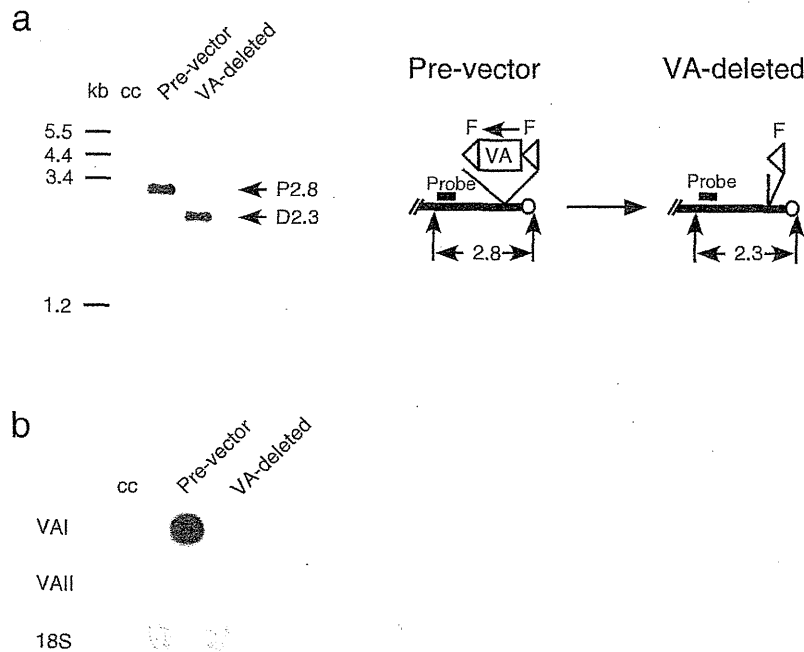 a
kb cc Pre-vector VA-deleted
5.5
4.4
3.4
P2.8
D2.3
1.2
Pre-vector
F F
VA
Probe
2.8
VA-deleted
F
Probe
2.3
b
cc Pre-vector VA-deleted
VAI
VAII
18S